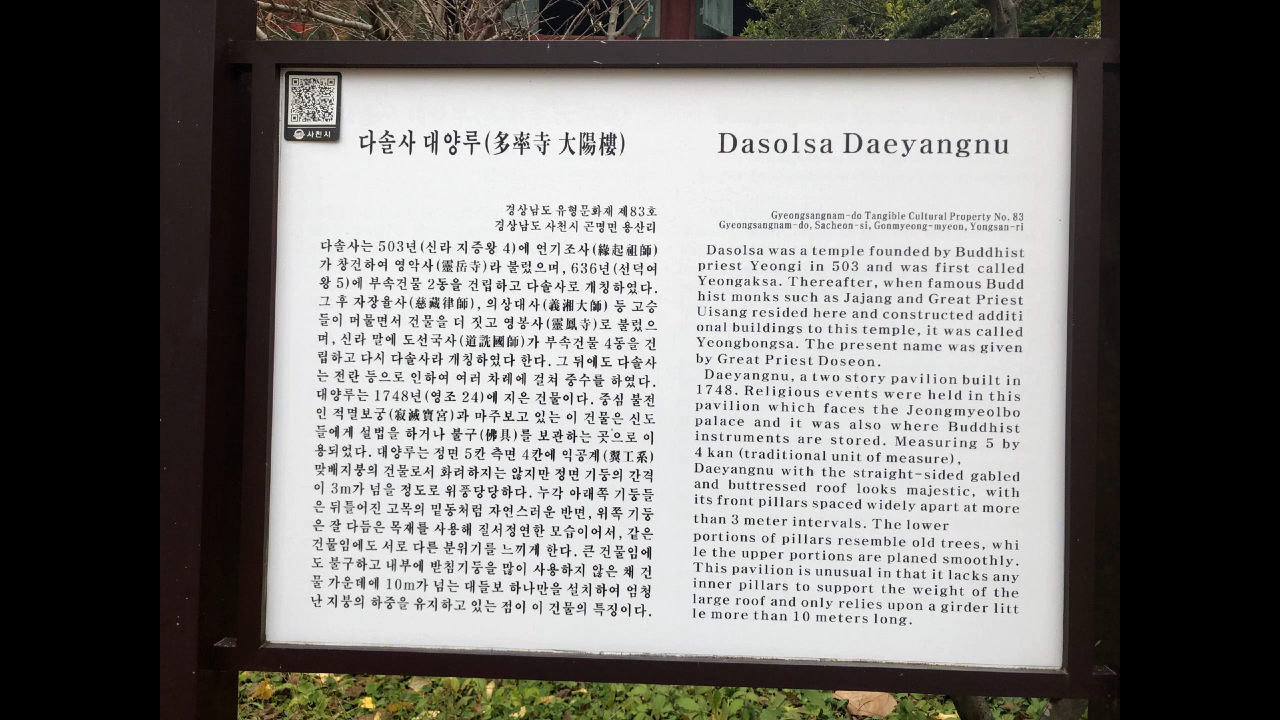 사천시
다솔사 대양루(多率寺 大陽樓)
경상남도 유형문화재 제83호
경상남도 사천시 곤명면 용산리
다솔사는 503년(신라 지증왕 4)에 연기조사(緣起祖師)
가 창건하여 영악사(靈岳寺)라 불렀으며, 636년(선덕여
왕 5)에 부속건물 2동을 건립하고 다솔사로 개칭하였다.
그 후 자장율사(慈藏律師), 의상대사(義湘大師) 등 고승
들이 머물면서 건물을 더 짓고 영봉사(靈鳳寺)로 불렀으
며, 신라 말에 도선국사(道詵國師)가 부속건물 4동을 건
립하고 다시 다솔사라 개칭하였다 한다. 그 뒤에도 다솔사
는 전란 등으로 인하여 여러 차례에 걸쳐 중수를 하였다.
대양루는 1748년(영조 24)에 지은 건물이다. 중심 불전
인 적멸보궁(寂滅寶宮)과 마주보고 있는 이 건물은 신도
들에게 설법을 하거나 불구(佛具)를 보관하는 곳으로 이
용되었다. 대양루는 정면 5칸 측면 4칸에 익공계(翼工系)
맞배지붕의 건물로서 화려하지는 않지만 정면 기둥의 간격
이 3m가 넘을 정도로 위풍당당하다. 누각 아래쪽 기둥들
은 뒤틀어진 고목의 밑동처럼 자연스러운 반면, 위쪽 기둥
은 잘 다듬은 목재를 사용해 질서정연한 모습이어서, 같은
건물임에도 서로 다른 분위기를 느끼게 한다. 큰 건물임에
도 불구하고 내부에 받침기둥을 많이 사용하지 않은 채 건
물 가운데에 10m가 넘는 대들보 하나만을 설치하여 엄청
난 지붕의 하중을 유지하고 있는 점이 이 건물의 특징이다.
Dasolsa Daeyangnu
Gyeongsangnam-do Tangible Cultural Property No. 83
Gyeongsangnam-do, Sacheon-si, Gonmyeong-myeon, Yongsan-ri
Dasolsa was a temple founded by Buddhist
priest Yeongi in 503 and was first called
Yeongaksa. Thereafter, when famous Budd
hist monks such as Jajang and Great Priest
Uisang resided here and constructed additi
onal buildings to this temple, it was called
Yeongbongsa. The present name was given
by Great Priest Doseon.
Daeyangnu, a two story pavilion built in
1748. Religious events were held in this
pavilion which faces the Jeongmyeolbo
palace and it was also where Buddhist
instruments are stored. Measuring 5 by
4 kan (traditional unit of measure),
Daeyangnu with the straight-sided gabled
and buttressed roof looks majestic, with
its front pillars spaced widely apart at more
than 3 meter intervals. The lower
portions of pillars resemble old trees, whi
le the upper portions are planed smoothly.
This pavilion is unusual in that it lacks any
inner pillars to support the weight of the
large roof and only relies upon a girder litt
le more than 10 meters long.